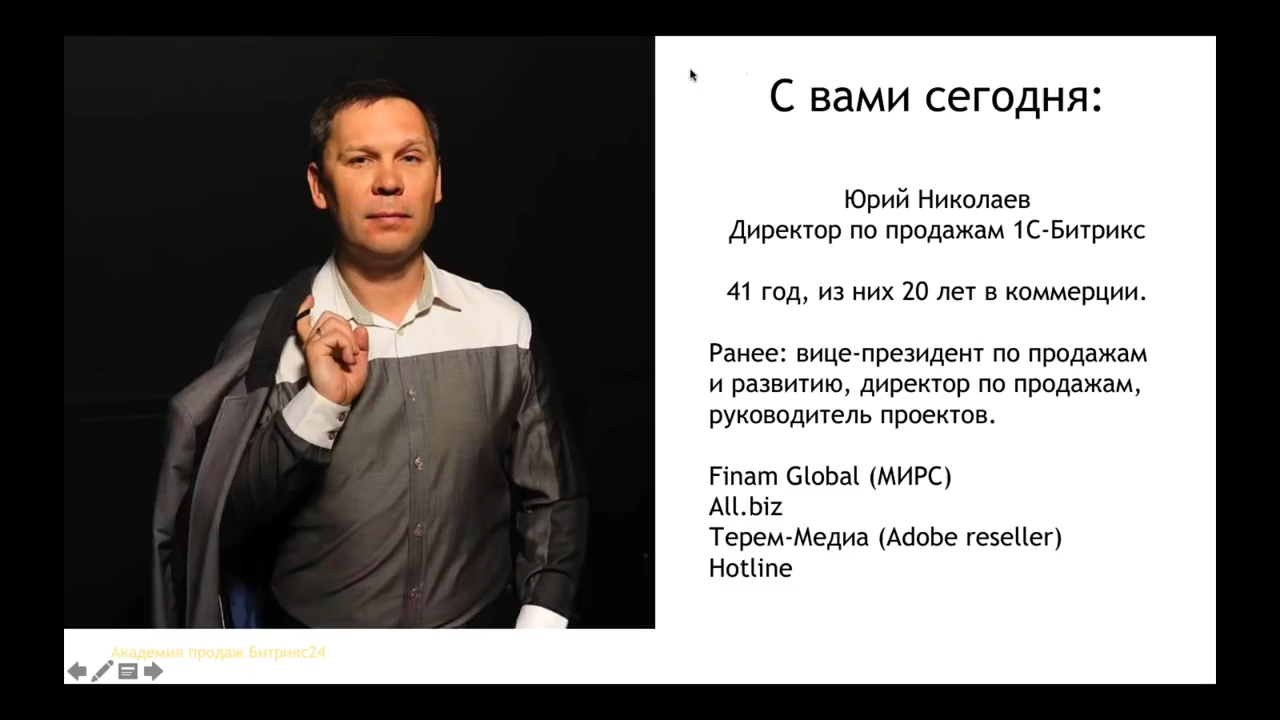 С вами сегодня:
Юрий Николаев
Директор по продажам 1С-Битрикс
41 год, из них 20 лет в коммерции.
Ранее: вице-президент по продажам
и развитию, директор по продажам,
руководитель проектов.
Finam Global (МИРС)
All.biz
Терем-Медиа (Adobe reseller)
Hotline
Академия продаж Битрикс24